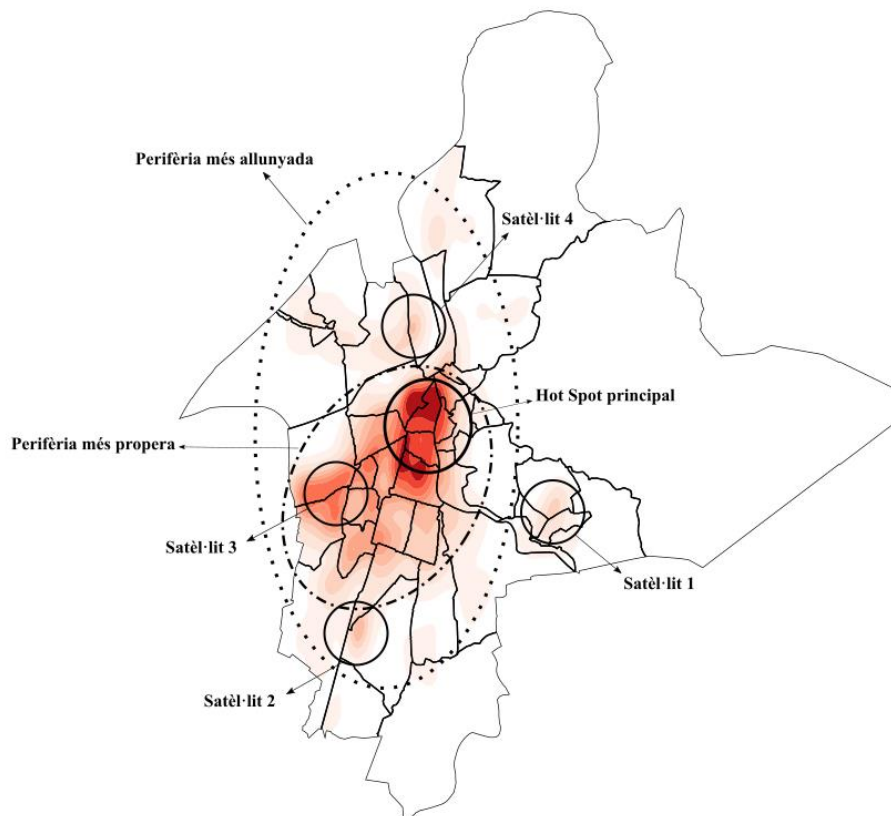 Perifèria més allunyada
Satèl·lit 4
Hot Spot principal
Perifèria més propera
Satèl·lit 3
Satèl·lit 1
Satèl·lit 2